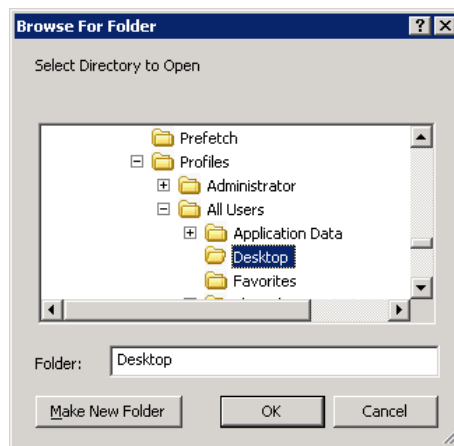 Browse For Folder
Select Directory to Open
Prefetch
Profiles
Administrator
All Users
Application Data
Desktop
Favorites
Folder: Desktop
Make New Folder OK Cancel